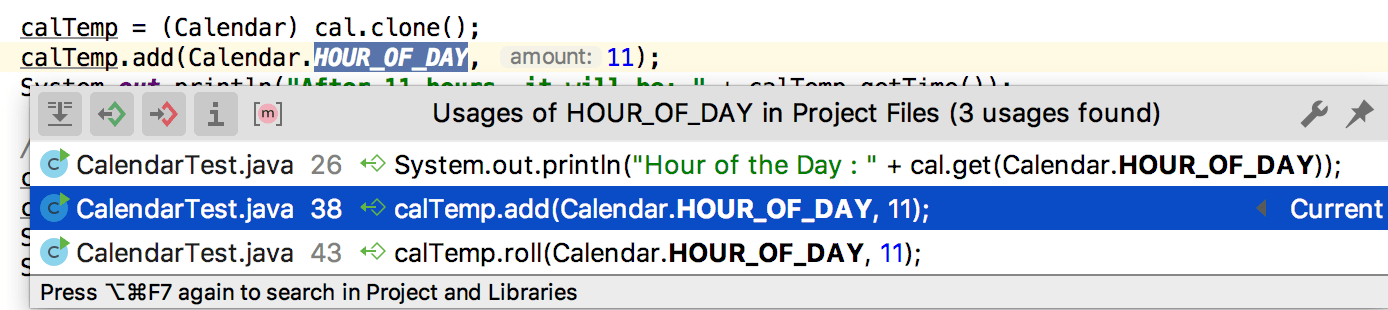 calTemp = (Calendar) cal.clone();
calTemp.add(Calendar.HOUR_OF_DAY, amount: 11);
System.out.println("After 11 hours, it will be: " + calTemp.getTime());
[m] Usages of HOUR_OF_DAY in Project Files (3 usages found)
C CalendarTest.java 26 System.out.println("Hour of the Day : " + cal.get(Calendar.HOUR_OF_DAY));
C CalendarTest.java 38 calTemp.add(Calendar.HOUR_OF_DAY, 11); Current
C CalendarTest.java 43 calTemp.roll(Calendar.HOUR_OF_DAY, 11);
Press ⌥⌘F7 again to search in Project and Libraries